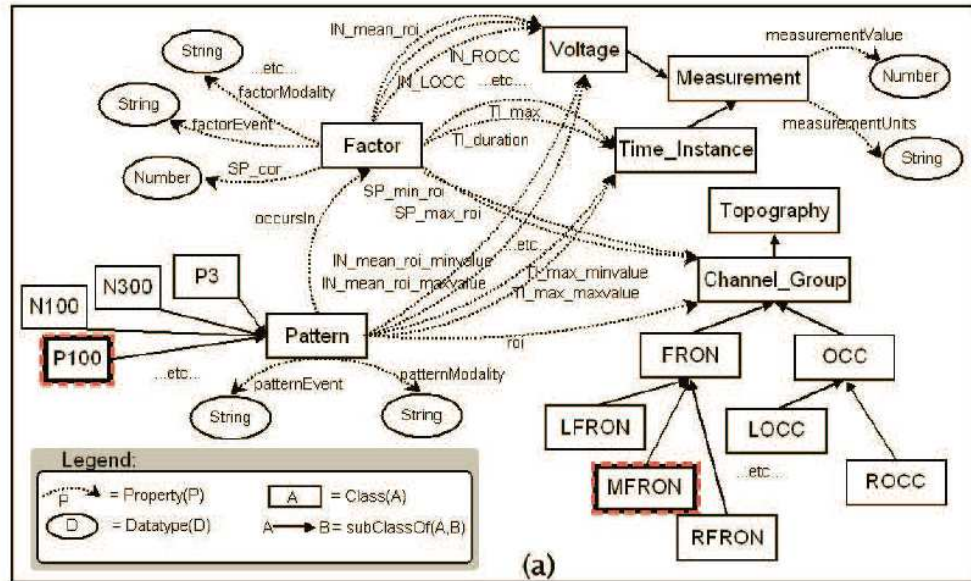 IN_mean_roi
String
Voltage
measurementValue
...etc...
IN_ROCC
factorModality
IN_LOCC
...etc...
Measurement
Number
String
factorEvent
TI_max
measurementUnits
Factor
TI_duration
Time_Instance
String
Number
SP_cor
SP_min_roi
occursIn
SP_max_roi
Topography
...etc...
P3
IN_mean_roi_minvalue
TI_max_minvalue
N300
IN_mean_roi_maxvalue
TI_max_maxvalue
Channel_Group
N100
Pattern
roi
P100
FRON
OCC
...etc...
patternEvent
patternModality
String
String
LFRON
LOCC
...etc...
Legend:
MFRON
ROCC
P = Property(P)
A = Class(A)
D = Datatype(D)
A B = subClassOf(A,B)
RFRON
(a)